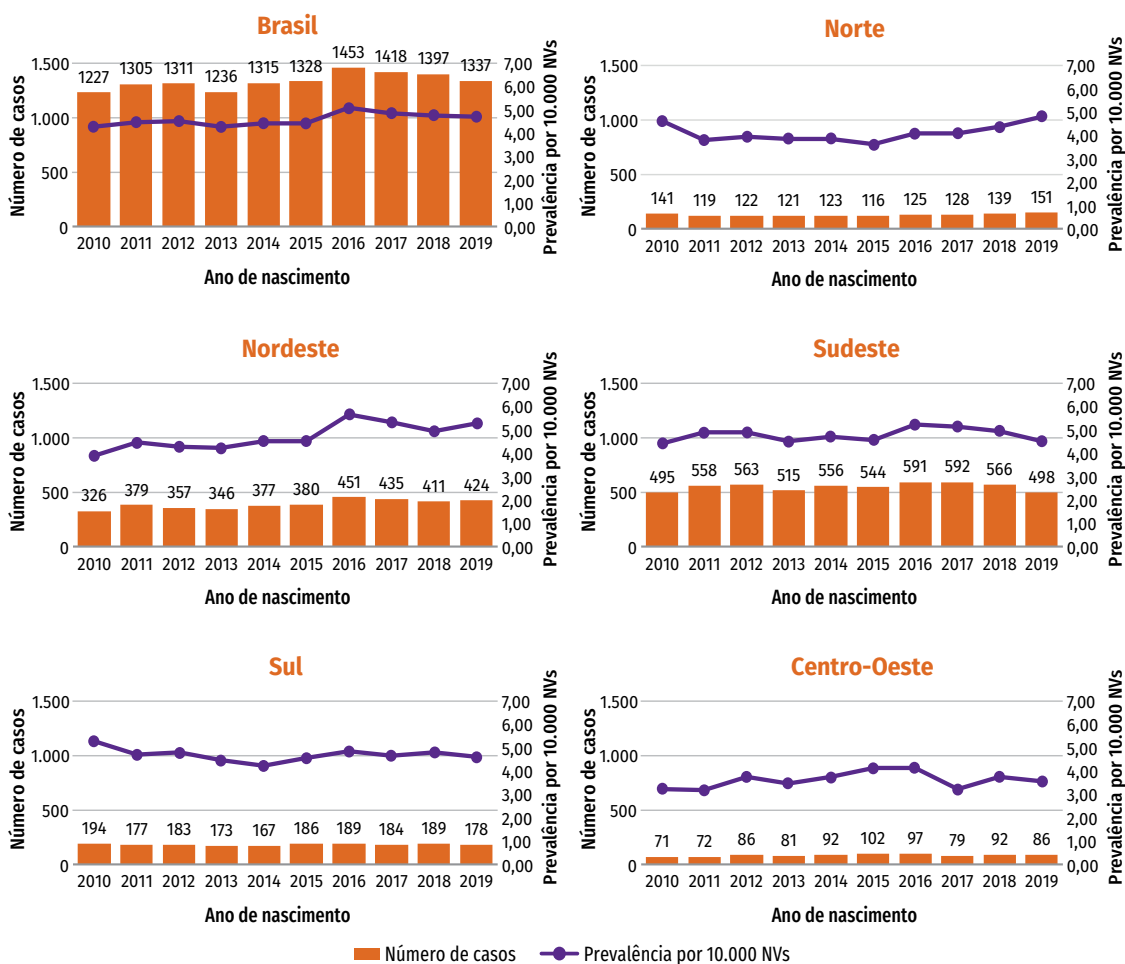 Brasil
Número de casos
1.500
1.000
500
0
1227 1305 1311 1236 1315 1328 1453 1418 1397 1337
7,00
6,00
5,00
4,00
3,00
2,00
1,00
0,00
Prevalência por 10.000 NVs
2010 2011 2012 2013 2014 2015 2016 2017 2018 2019
Ano de nascimento
Norte
Número de casos
1.500
1.000
500
0
141 119 122 121 123 116 125 128 139 151
7,00
6,00
5,00
4,00
3,00
2,00
1,00
0,00
Prevalência por 10.000 NVs
2010 2011 2012 2013 2014 2015 2016 2017 2018 2019
Ano de nascimento
Nordeste
Número de casos
1.500
1.000
500
0
326 379 357 346 377 380 451 435 411 424
7,00
6,00
5,00
4,00
3,00
2,00
1,00
0,00
Prevalência por 10.000 NVs
2010 2011 2012 2013 2014 2015 2016 2017 2018 2019
Ano de nascimento
Sudeste
Número de casos
1.500
1.000
500
0
495 558 563 515 556 544 591 592 566 498
7,00
6,00
5,00
4,00
3,00
2,00
1,00
0,00
Prevalência por 10.000 NVs
2010 2011 2012 2013 2014 2015 2016 2017 2018 2019
Ano de nascimento
Sul
Número de casos
1.500
1.000
500
0
194 177 183 173 167 186 189 184 189 178
7,00
6,00
5,00
4,00
3,00
2,00
1,00
0,00
Prevalência por 10.000 NVs
2010 2011 2012 2013 2014 2015 2016 2017 2018 2019
Ano de nascimento
Centro-Oeste
Número de casos
1.500
1.000
500
0
71 72 86 81 92 102 97 79 92 86
7,00
6,00
5,00
4,00
3,00
2,00
1,00
0,00
Prevalência por 10.000 NVs
2010 2011 2012 2013 2014 2015 2016 2017 2018 2019
Ano de nascimento
Número de casos Prevalência por 10.000 NVs